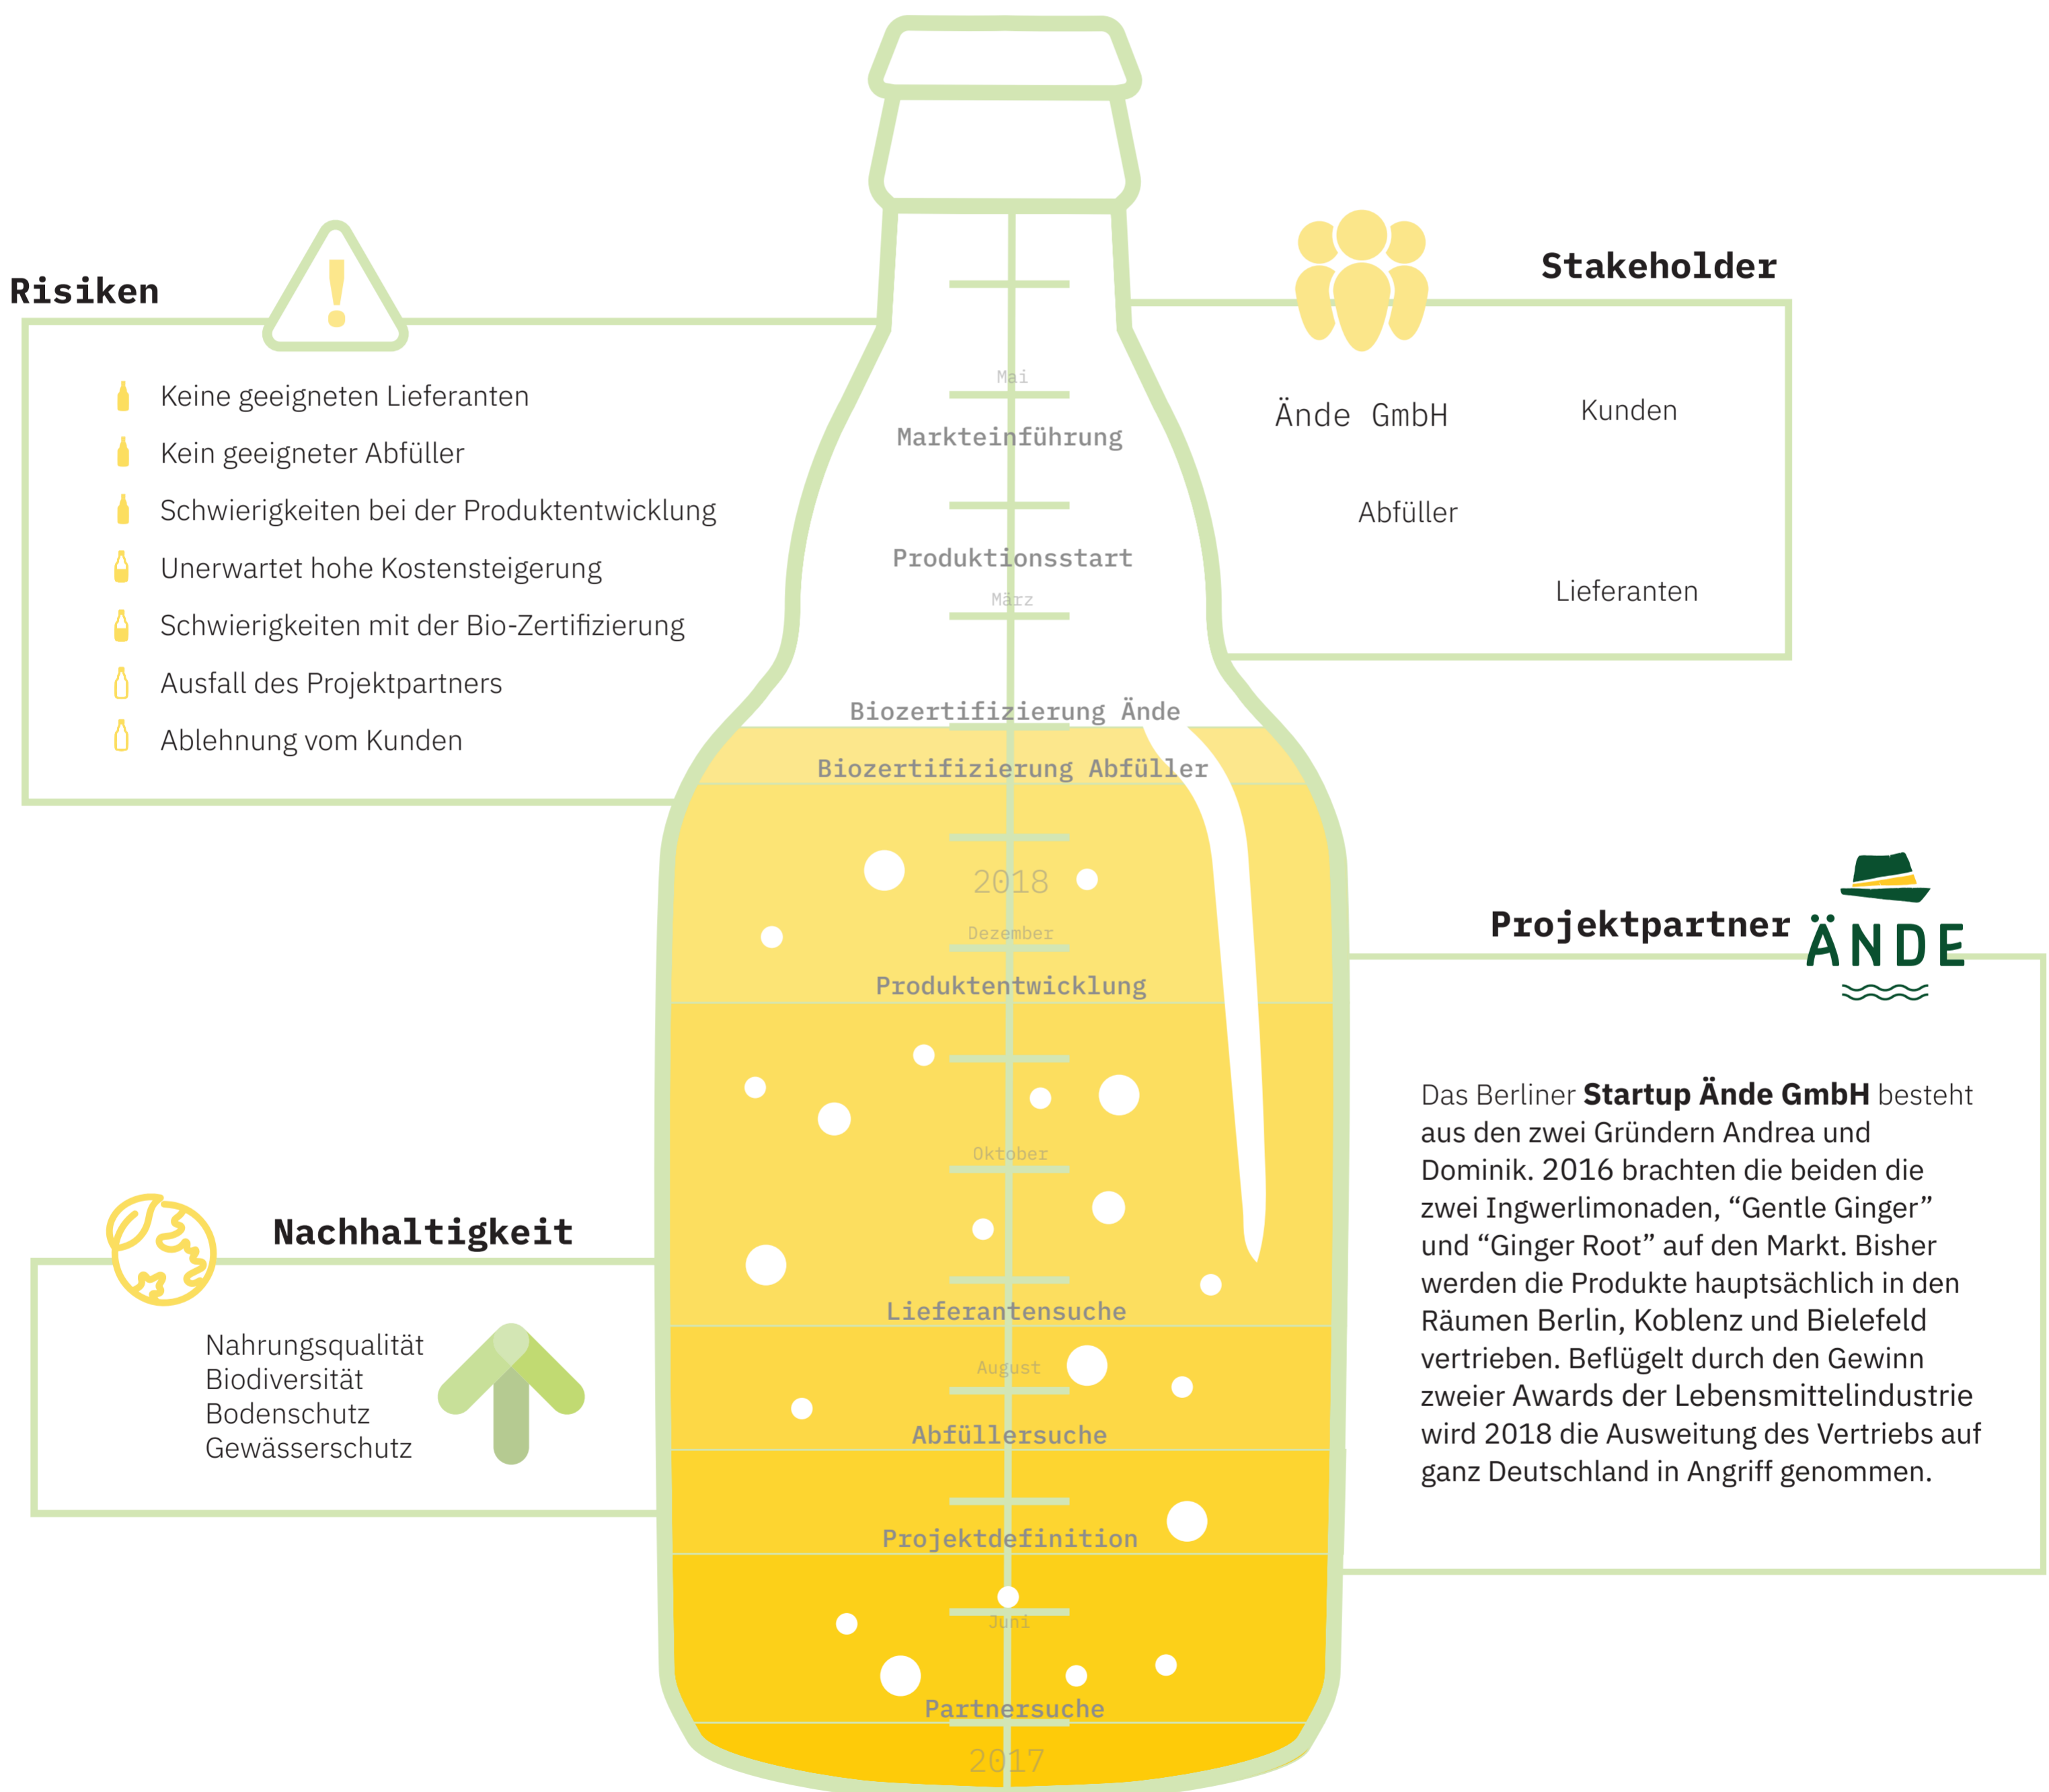 Risiken
Keine geeigneten Lieferanten
Kein geeigneter Abfüller
Schwierigkeiten bei der Produktentwicklung
Unerwartet hohe Kostensteigerung
Schwierigkeiten mit der Bio-Zertifizierung
Ausfall des Projektpartners
Ablehnung vom Kunden
Stakeholder
Ände GmbH
Kunden
Abfüller
Lieferanten
Mai
Markteinführung
Produktionsstart
März
Biozertifizierung Ände
Biozertifizierung Abfüller
2018
Dezember
Produktentwicklung
Oktober
Lieferantensuche
August
Abfüllersuche
Projektdefinition
Juni
Partnersuche
2017
Projektpartner
ÄNDE
Das Berliner Startup Ände GmbH besteht
aus den zwei Gründern Andrea und
Dominik. 2016 brachten die beiden die
zwei Ingwerlimonaden, “Gentle Ginger”
und “Ginger Root” auf den Markt. Bisher
werden die Produkte hauptsächlich in den
Räumen Berlin, Koblenz und Bielefeld
vertrieben. Beflügelt durch den Gewinn
zweier Awards der Lebensmittelindustrie
wird 2018 die Ausweitung des Vertriebs auf
ganz Deutschland in Angriff genommen.
Nachhaltigkeit
Nahrungsqualität
Biodiversität
Bodenschutz
Gewässerschutz